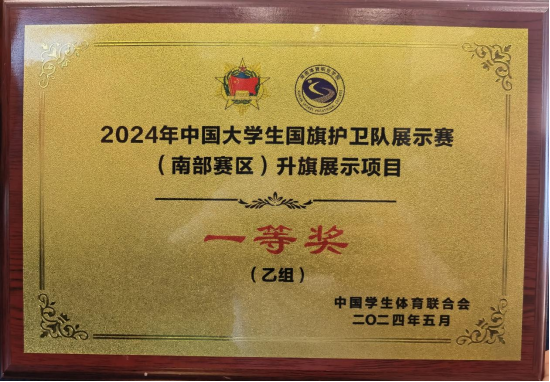 2024年中国大学生国旗护卫队展示赛
（南部赛区）升旗展示项目
一等奖
（乙组）
中国学生体育联合会
二〇二四年五月